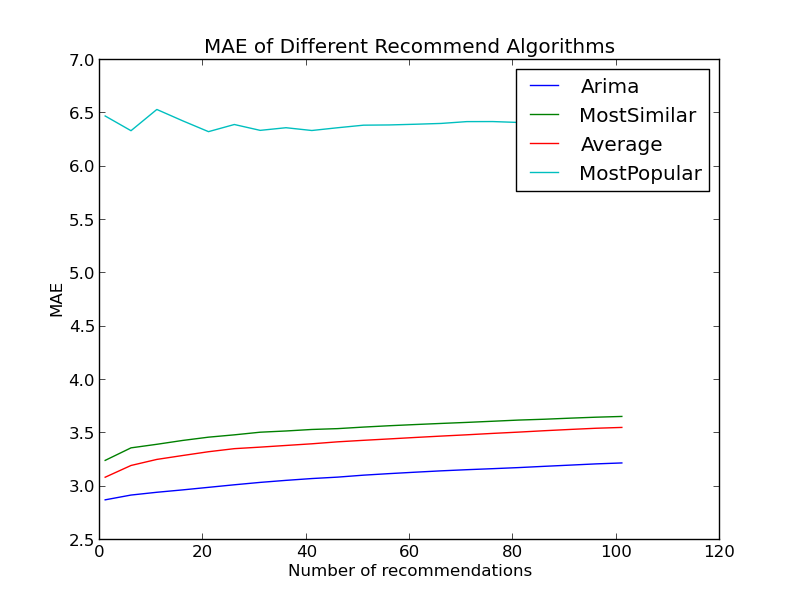 MAE of Different Recommend Algorithms
7.0
6.5
6.0
5.5
5.0
4.5
4.0
3.5
3.0
2.5
MAE
Arima
MostSimilar
Average
MostPopular
0 20 40 60 80 100 120
Number of recommendations